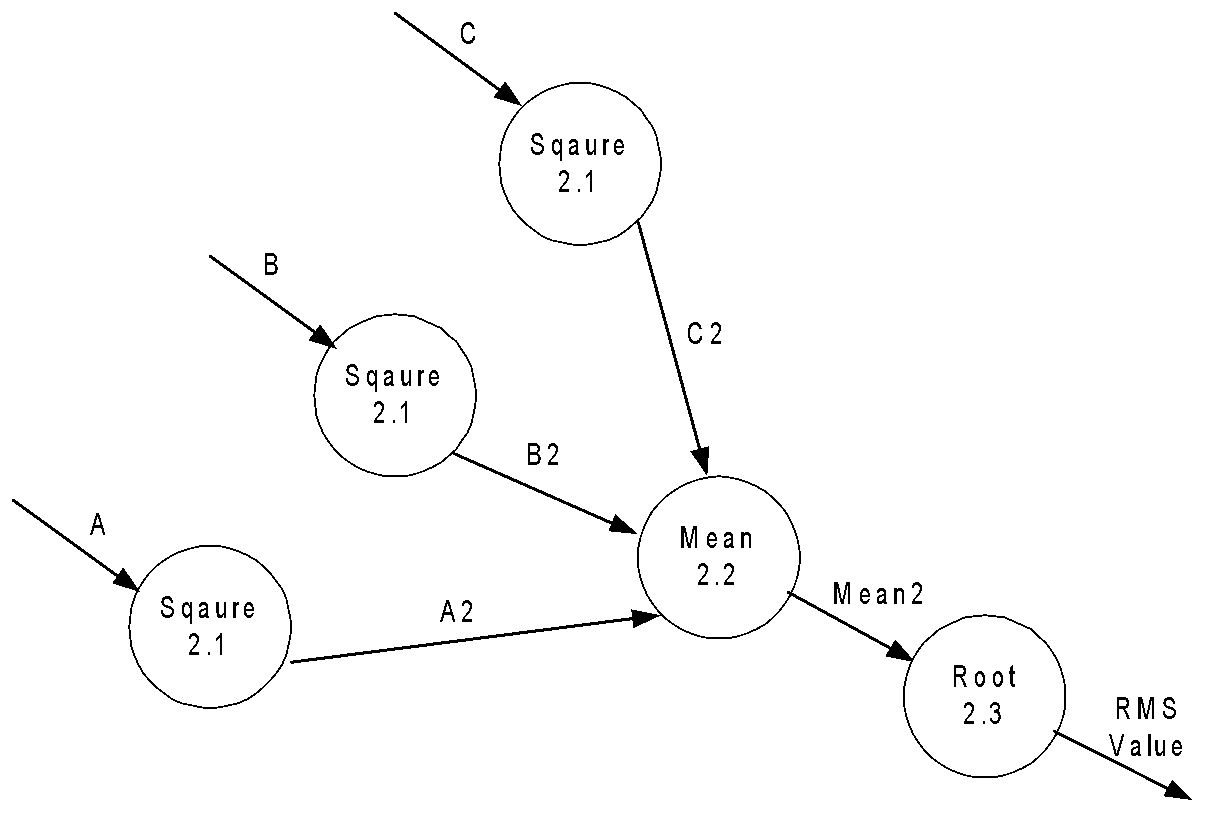 C
Sqaure
2.1
B
C2
Sqaure
2.1
B2
A
Mean
2.2
Sqaure
2.1
A2
Mean2
Root
2.3
RMS
Value